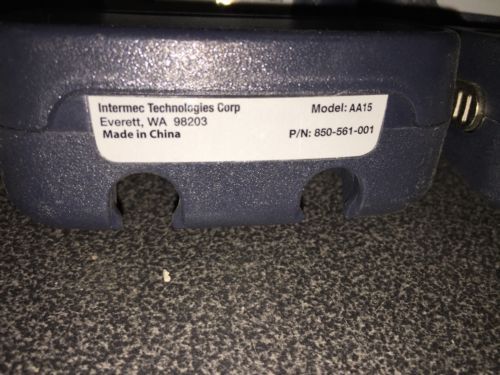 Intermec Technologies Corp Model: AA15
Everett, WA 98203
Made in China P/N: 850-561-001